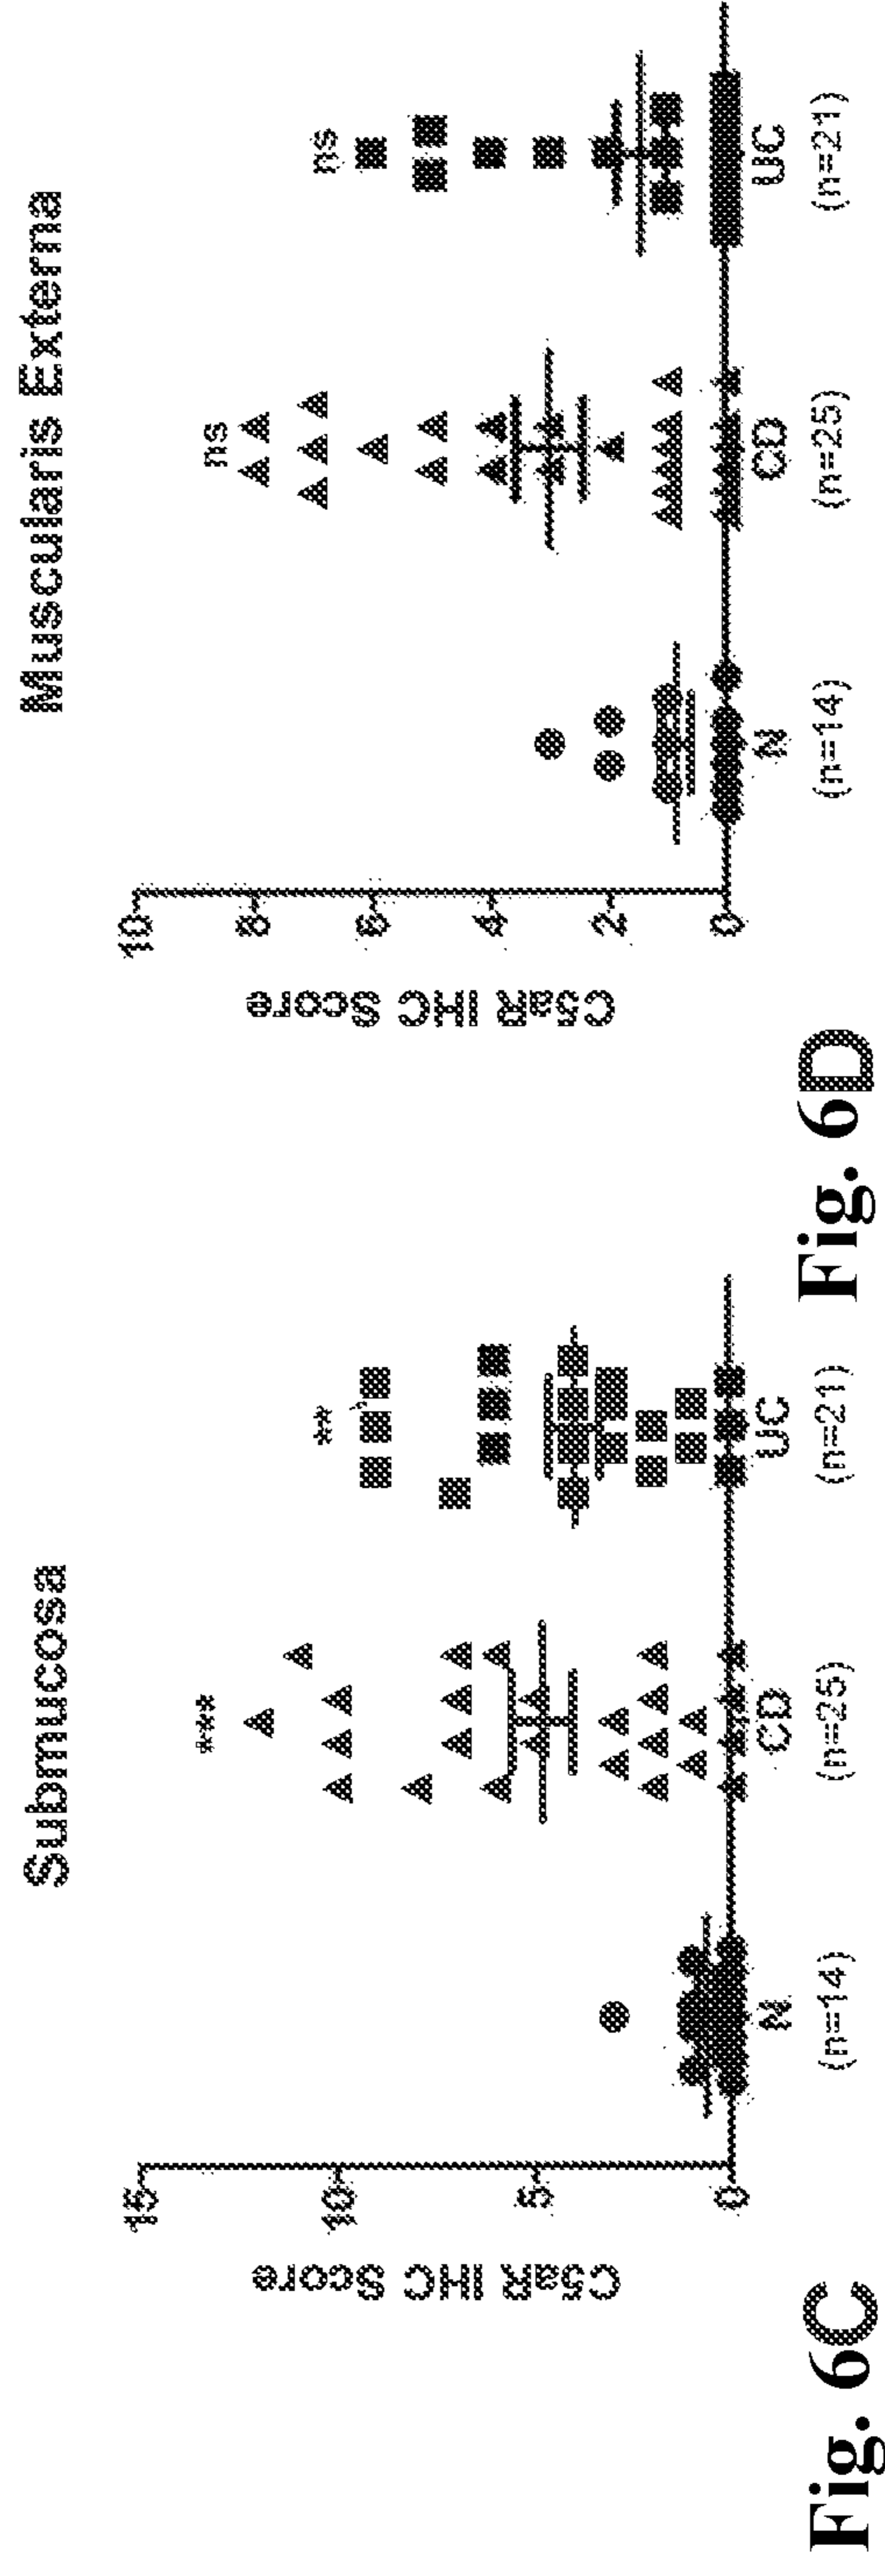 Submucosa
C5aR IHC Score
15
10
5
0
***
**
N
CD
UC
(n=14)
(n=25)
(n=21)
Fig. 6C
Muscularis Externa
C5aR IHC Score
10
8
6
4
2
0
ns
ns
N
CD
UC
(n=14)
(n=25)
(n=21)
Fig. 6D